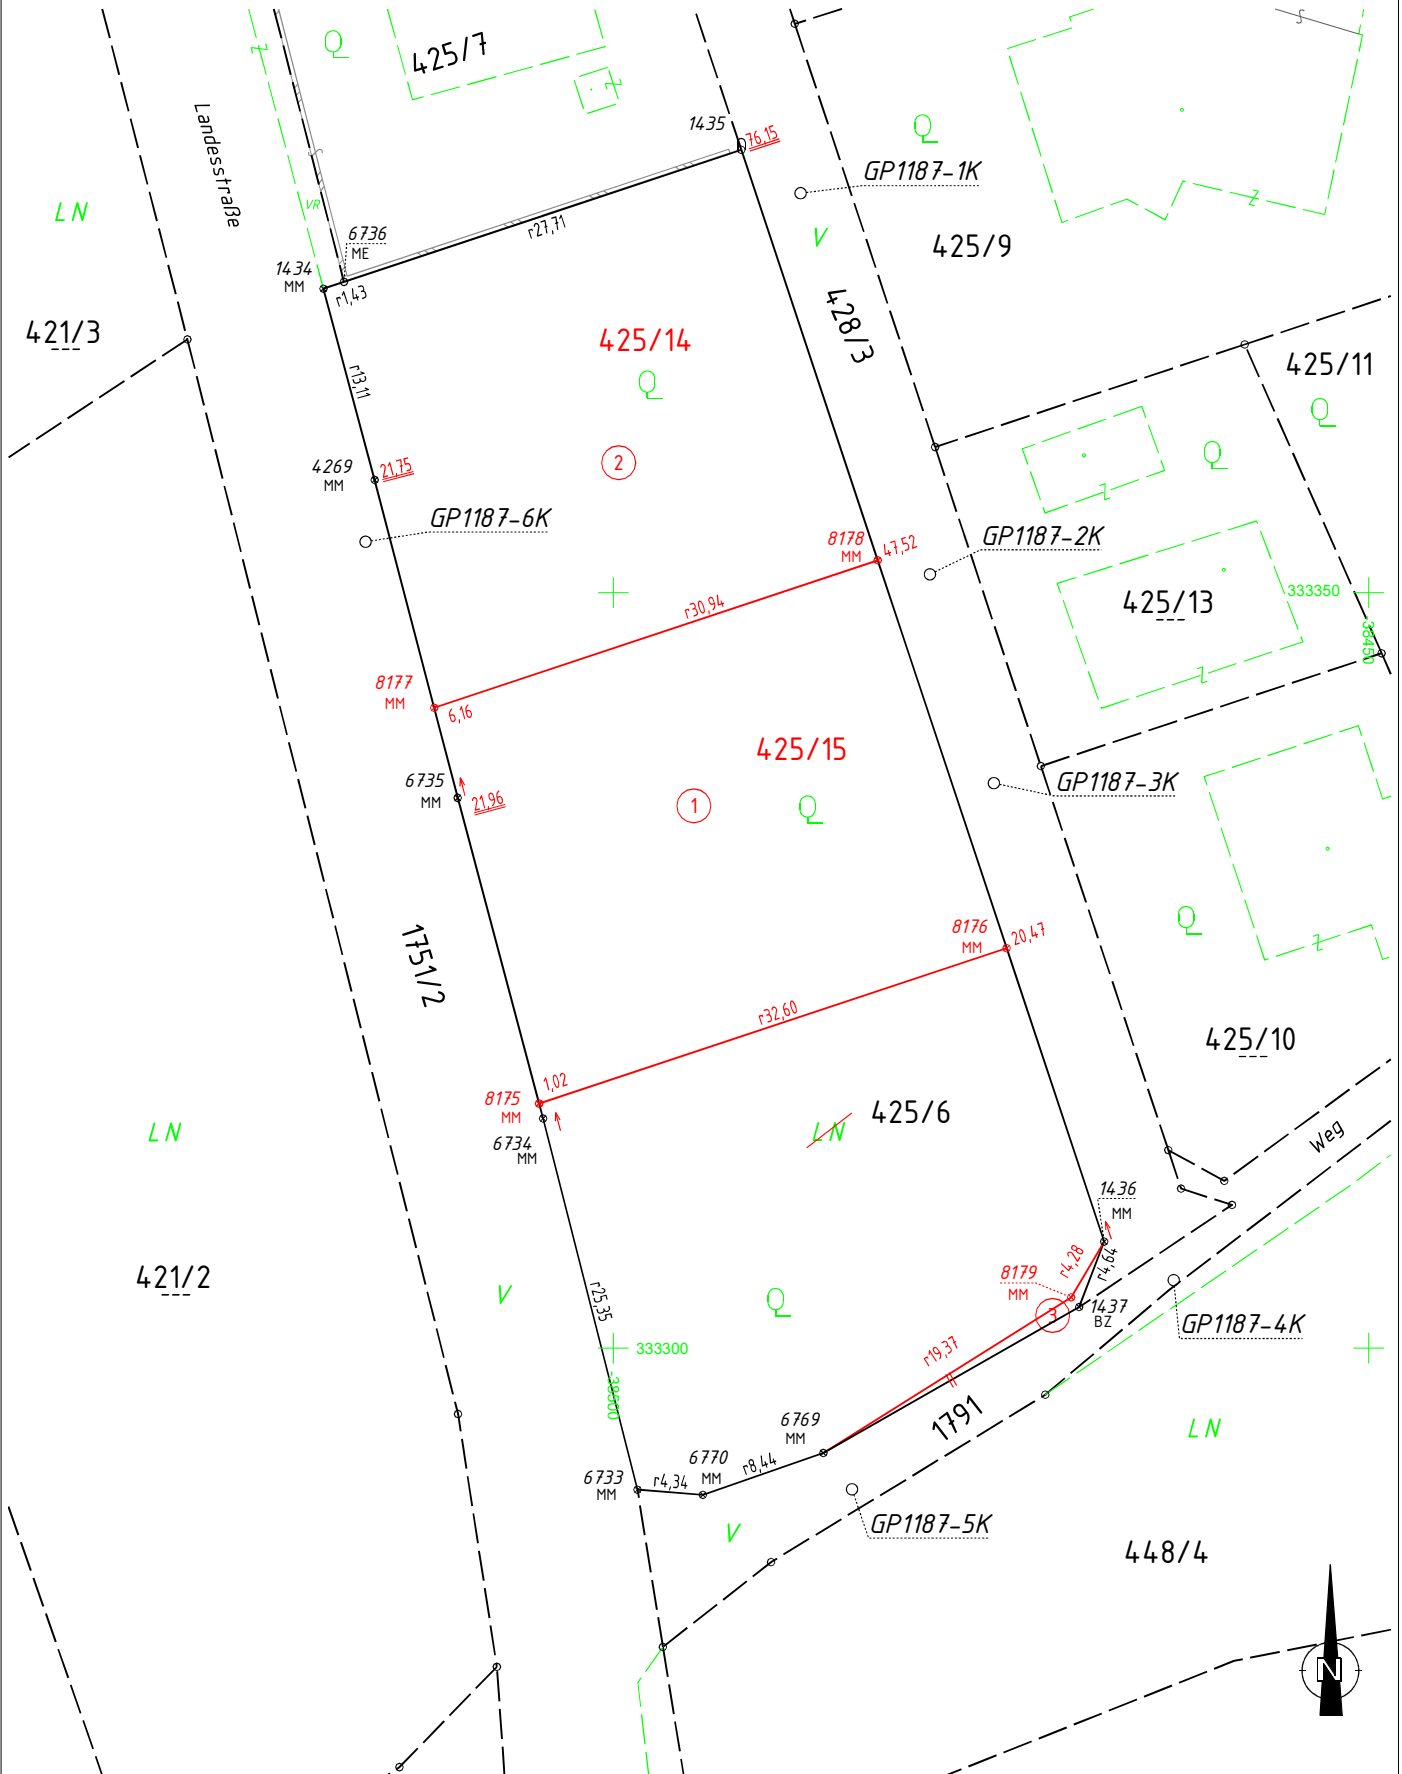 425/7
Q
Landesstraße
1435
76,15
GP1187-1K
Q
LN
VR
6736
ME
r27,71
V
425/9
1434
MM
r1,43
421/3
425/14
428/3
425/11
Q
r13,11
Q
4269
MM
21,75
2
Q
GP1187-6K
8178
MM
47,52
GP1187-2K
r30,94
425/13
333350
38450
8177
MM
6,16
425/15
6735
MM
21,96
1
Q
GP1187-3K
1751/2
8176
MM
20,47
Q
r32,60
425/10
8175
MM
1,02
6734
MM
LN
425/6
LN
Weg
1436
MM
421/2
V
r25,35
Q
8179
MM
r4,28
r4,64
3
1437
BZ
GP1187-4K
333300
-38500
r19,37
1791
LN
6769
MM
6770
MM
r8,44
6733
MM
r4,34
V
GP1187-5K
448/4
N